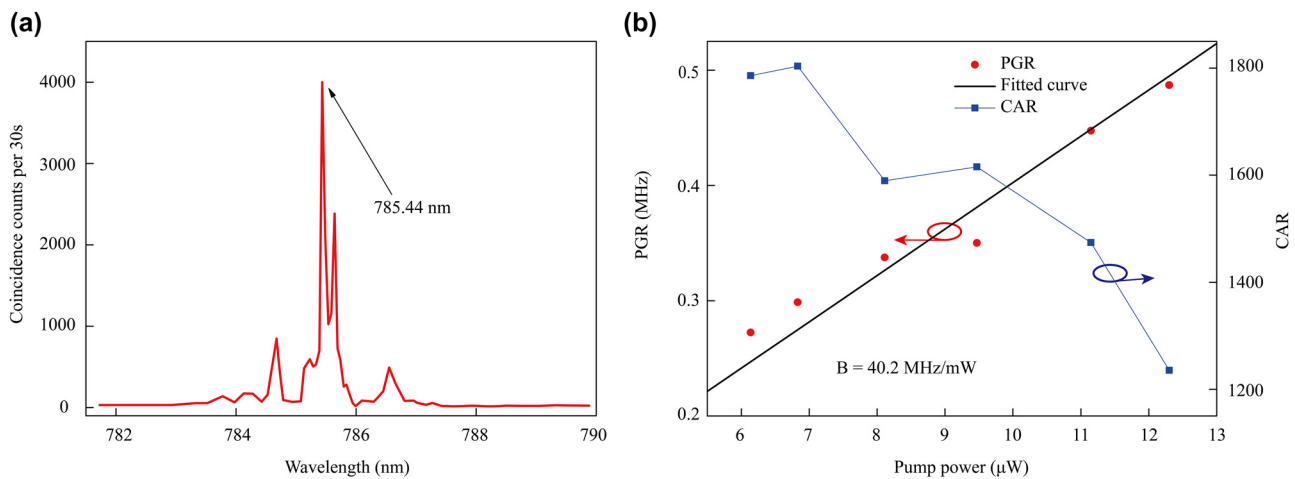 (a)
4000
3000
2000
1000
0
Coincidence counts per 30s
785.44 nm
782
784
786
788
790
Wavelength (nm)
(b)
0.5
0.4
0.3
0.2
PGR (MHz)
PGR
Fitted curve
CAR
B = 40.2 MHz/mW
1800
1600
1400
1200
CAR
6
7
8
9
10
11
12
13
Pump power (μW)